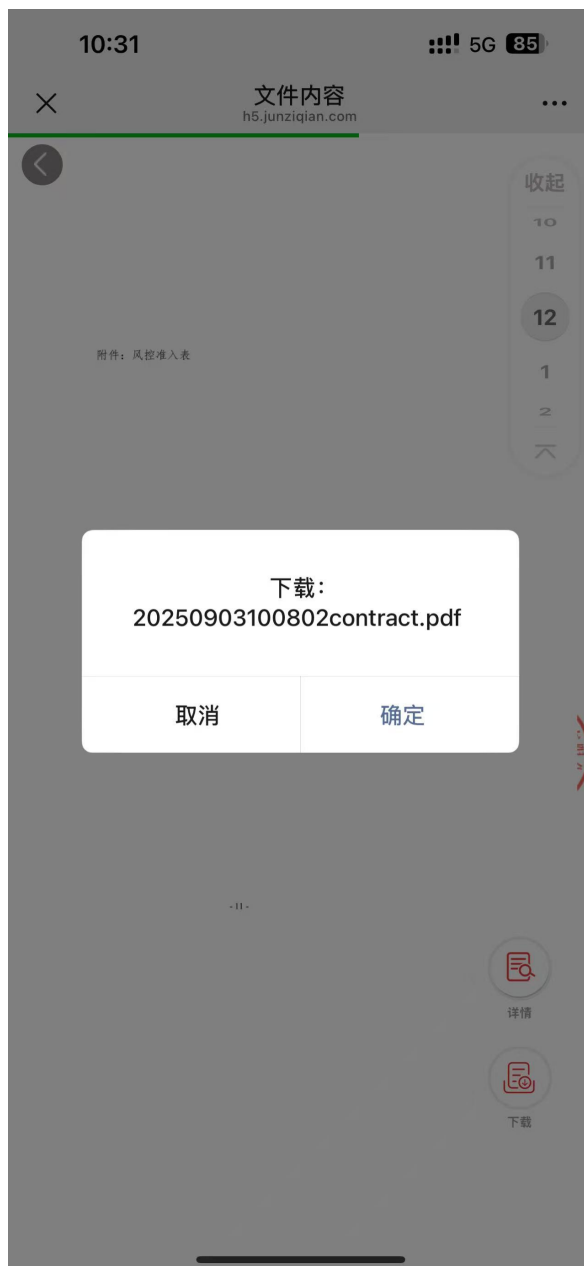 10:31
5G 85
文件内容
h5.junziqian.com
收起
10
11
12
1
2
附件：风控准入表
下载：
20250903100802contract.pdf
取消
确定
-11-
详情
下载